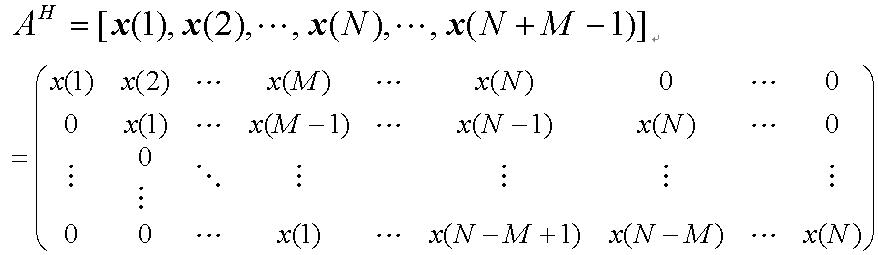 A^H = [x(1), x(2), ⋯, x(N), ⋯, x(N + M − 1)]↵
x(1) x(2) ⋯ x(M) ⋯ x(N) 0 ⋯ 0
0 x(1) ⋯ x(M−1) ⋯ x(N−1) x(N) ⋯ 0
= ⋮ 0 ⋮ ⋱ ⋮ ⋮ ⋮ ⋮
0 0 ⋯ x(1) ⋯ x(N−M+1) x(N−M) ⋯ x(N)